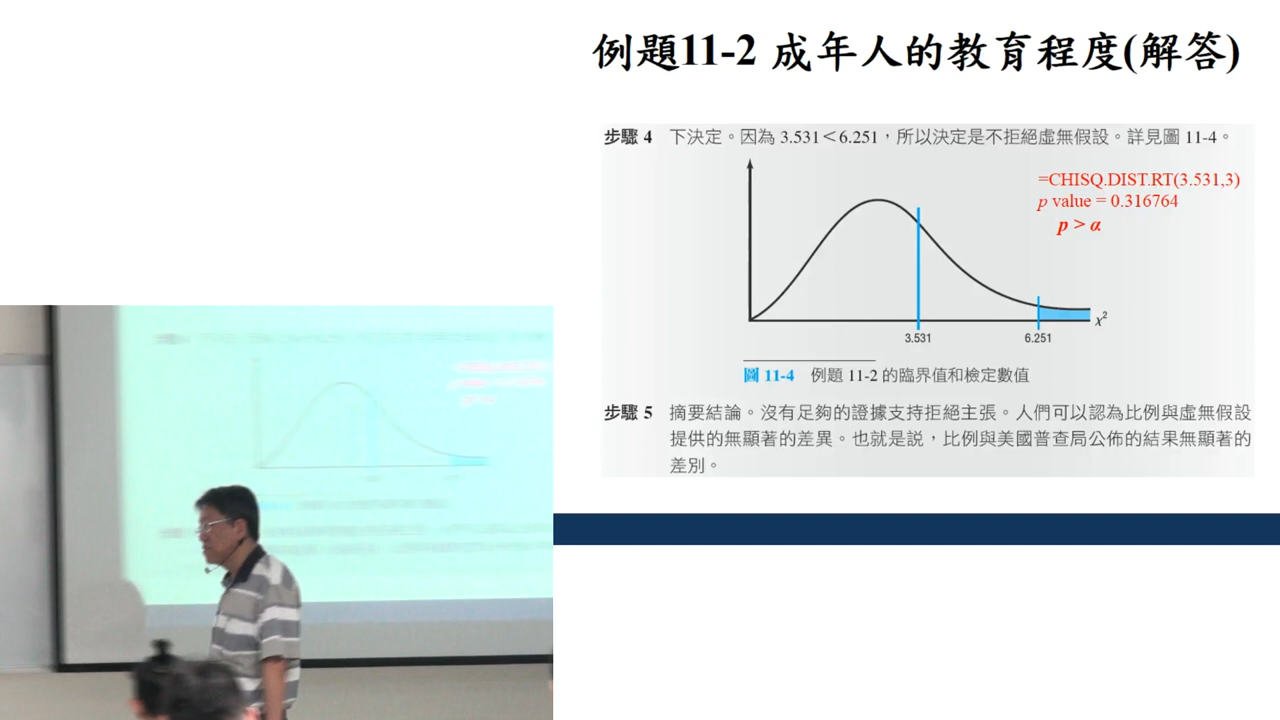 例題11-2 成年人的教育程度(解答)
步驟 4 下決定。因為 3.531<6.251，所以決定是不拒絕虛無假設。詳見圖 11-4。
=CHISQ.DIST.RT(3.531,3)
p value = 0.316764
p > α
χ²
3.531 6.251
圖 11-4 例題 11-2 的臨界值和檢定數值
步驟 5 摘要結論。沒有足夠的證據支持拒絕主張。人們可以認為比例與虛無假設
提供的無顯著的差異。也就是說，比例與美國普查局公佈的結果無顯著的
差別。